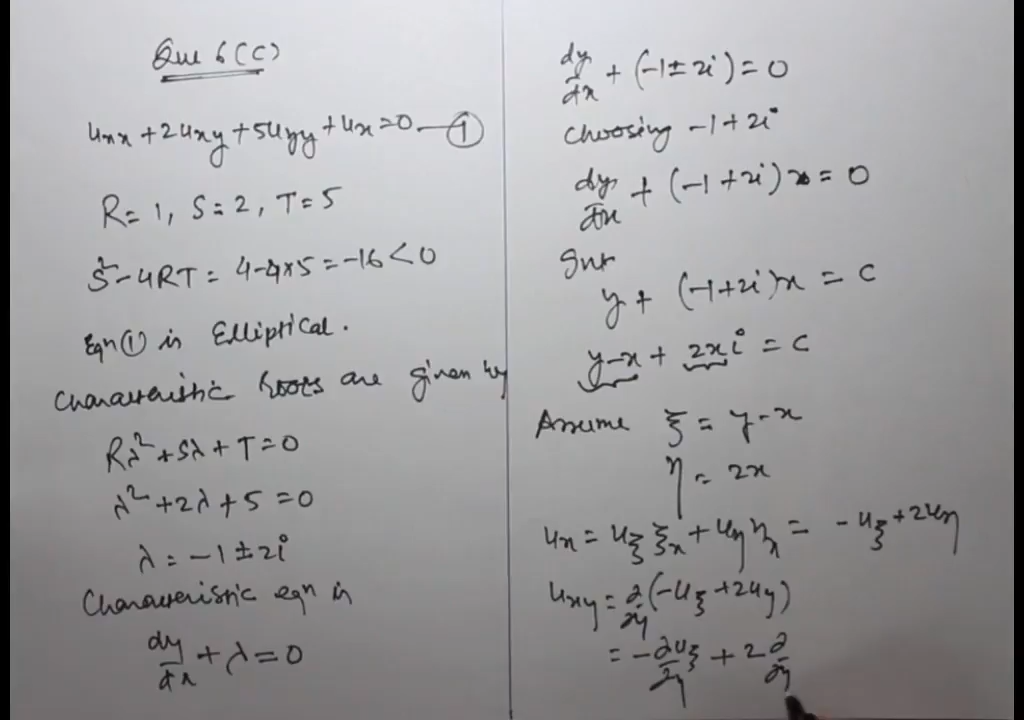 Que 6(C)
uxx + 2uxy + 5uyy + ux = 0 — ①
R = 1, S = 2, T = 5
S² - 4RT = 4 - 4×5 = -16 < 0
Eqn ① is Elliptical.
Characteristic Roots are given by
Rλ² + Sλ + T = 0
λ² + 2λ + 5 = 0
λ = -1 ± 2i
Characteristic eqn is
dy/dx + λ = 0
dy/dx + (-1 ± 2i) = 0
choosing -1 + 2i
dy/dx + (-1 + 2i) x = 0
Int
y + (-1 + 2i)x = C
y-x + 2xi = C
Assume ξ = y - x
η = 2x
ux = uξ ξx + uη ηx = -uξ + 2uη
uxy = ∂/∂y (-uξ + 2uy)
= -∂uξ/∂y + 2 ∂/∂y